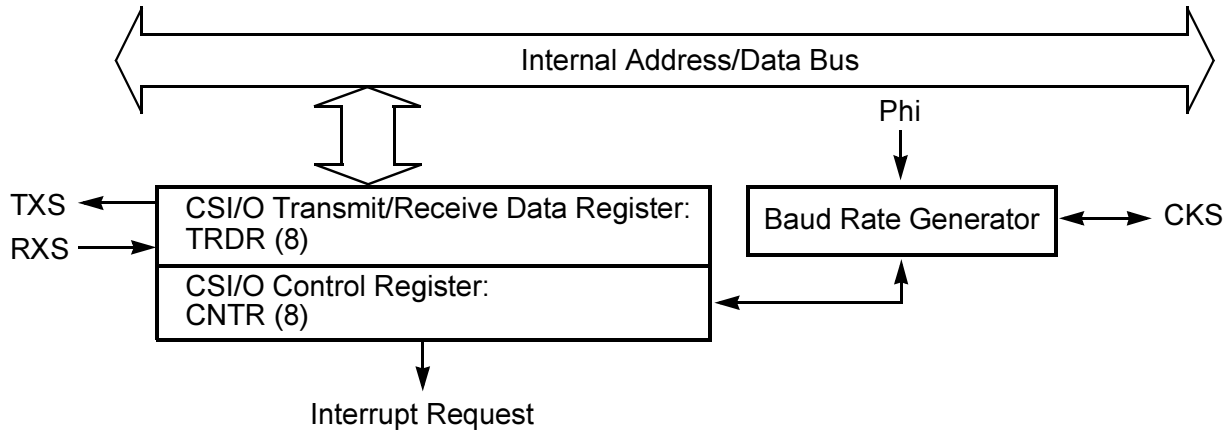 Internal Address/Data Bus
Phi
TXS
RXS
CSI/O Transmit/Receive Data Register:
TRDR (8)
Baud Rate Generator
CKS
CSI/O Control Register:
CNTR (8)
Interrupt Request